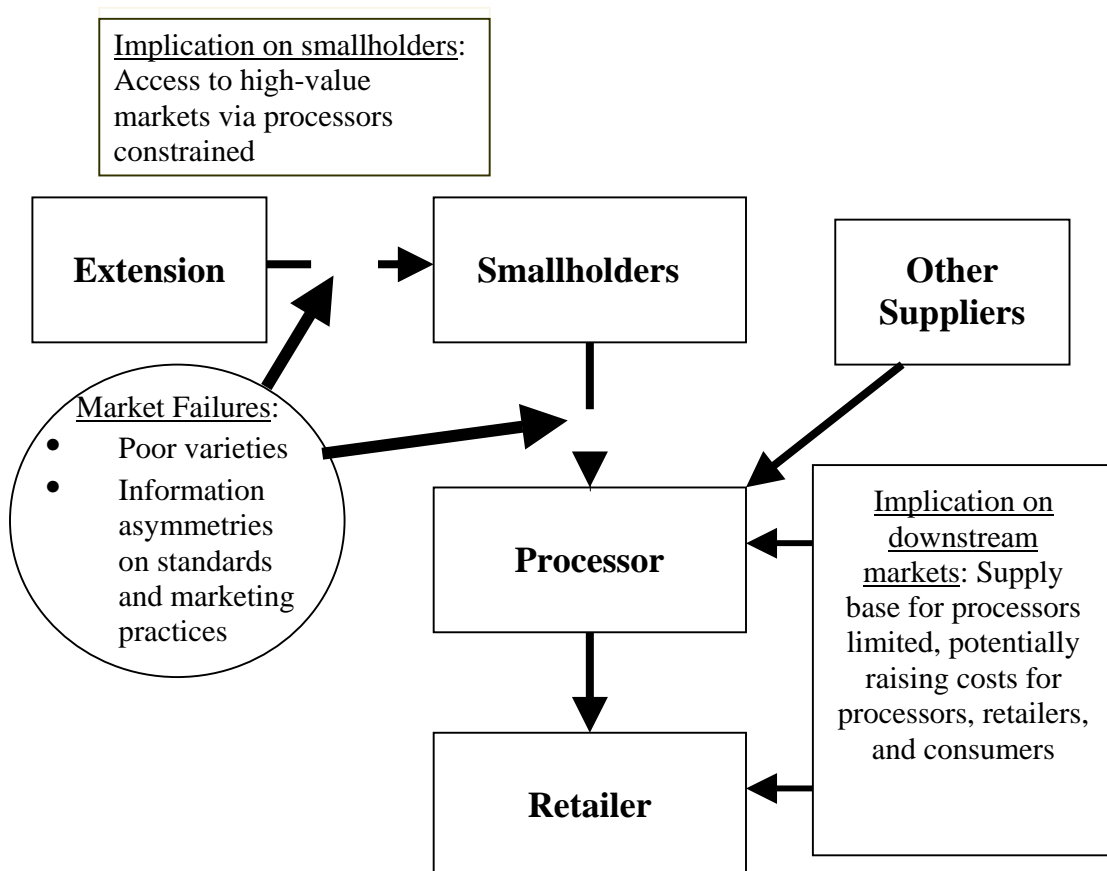 Implication on smallholders:
Access to high-value
markets via processors
constrained
Extension
Smallholders
Other
Suppliers
Market Failures:
• Poor varieties
• Information
asymmetries
on standards
and marketing
practices
Processor
Implication on
downstream
markets: Supply
base for processors
limited, potentially
raising costs for
processors, retailers,
and consumers
Retailer